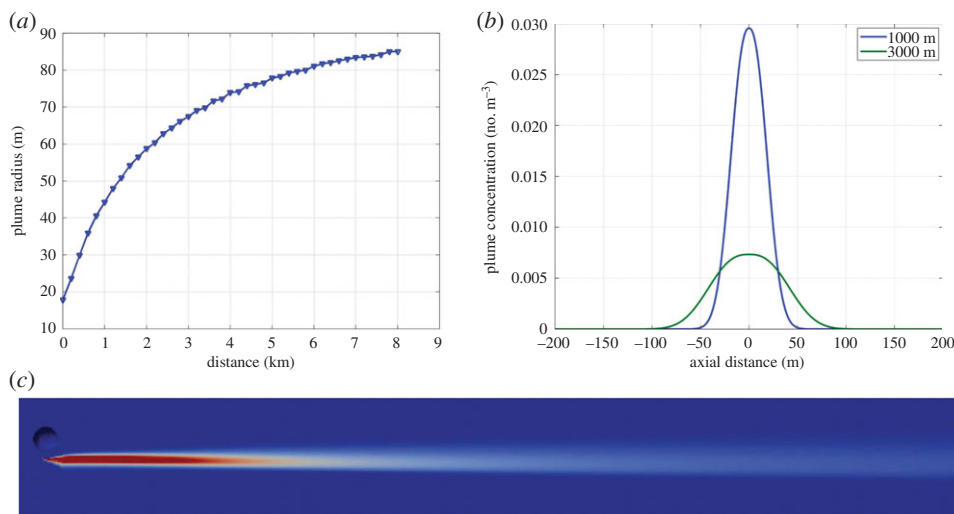 (a)
90
80
70
60
50
40
30
20
10
plume radius (m)
0 1 2 3 4 5 6 7 8 9
distance (km)
(b)
0.030
0.025
0.020
0.015
0.010
0.005
0
plume concentration (no. m⁻³)
1000 m
3000 m
–200 –150 –100 –50 0 50 100 150 200
axial distance (m)
(c)